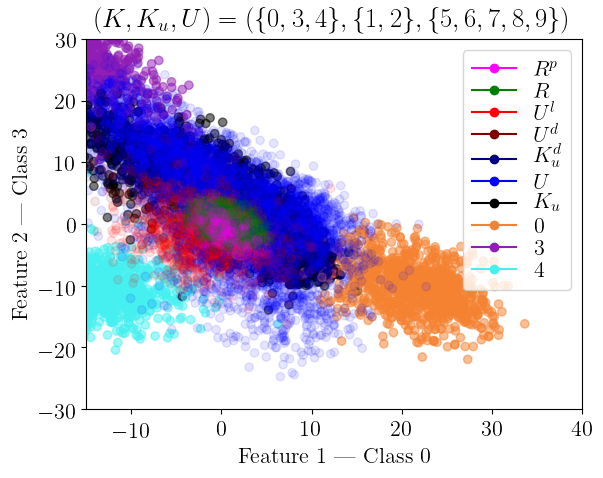 (K, K_u, U) = ({0, 3, 4}, {1, 2}, {5, 6, 7, 8, 9})
30
20
10
0
−10
−20
−30
Feature 2 — Class 3
R^p
R
U^l
U^d
K_u^d
U
K_u
0
3
4
−10
0
10
20
30
40
Feature 1 — Class 0